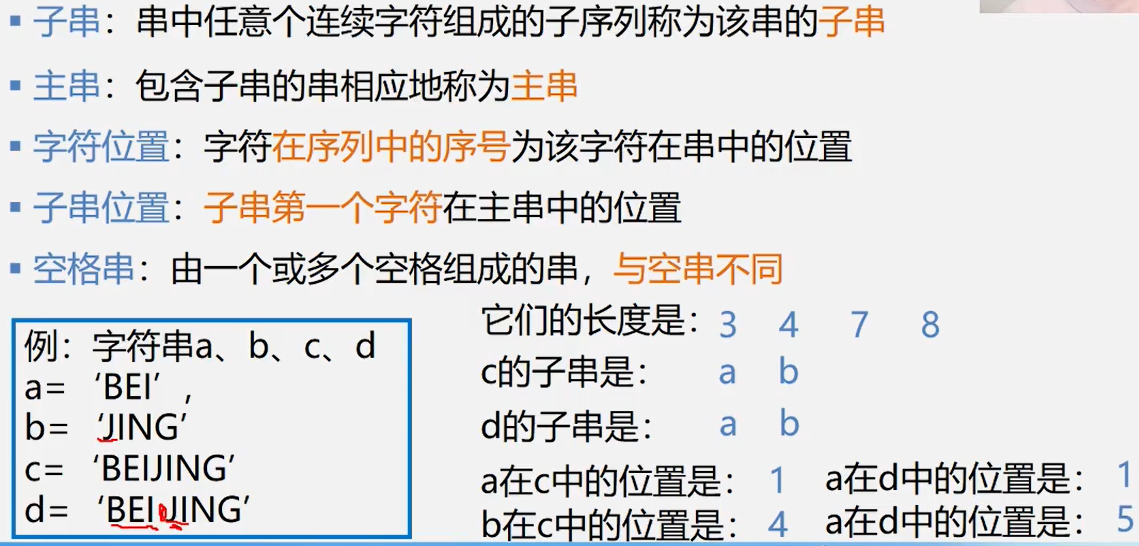 ▪ 子串：串中任意个连续字符组成的子序列称为该串的子串
▪ 主串：包含子串的串相应地称为主串
▪ 字符位置：字符在序列中的序号为该字符在串中的位置
▪ 子串位置：子串第一个字符在主串中的位置
▪ 空格串：由一个或多个空格组成的串，与空串不同
例：字符串a、b、c、d
a= ‘BEI’ ,
b= ‘JING’
c= ‘BEIJING’
d= ‘BEI JING’
它们的长度是：3 4 7 8
c的子串是： a b
d的子串是： a b
a在c中的位置是： 1 a在d中的位置是： 1
b在c中的位置是： 4 a在d中的位置是： 5